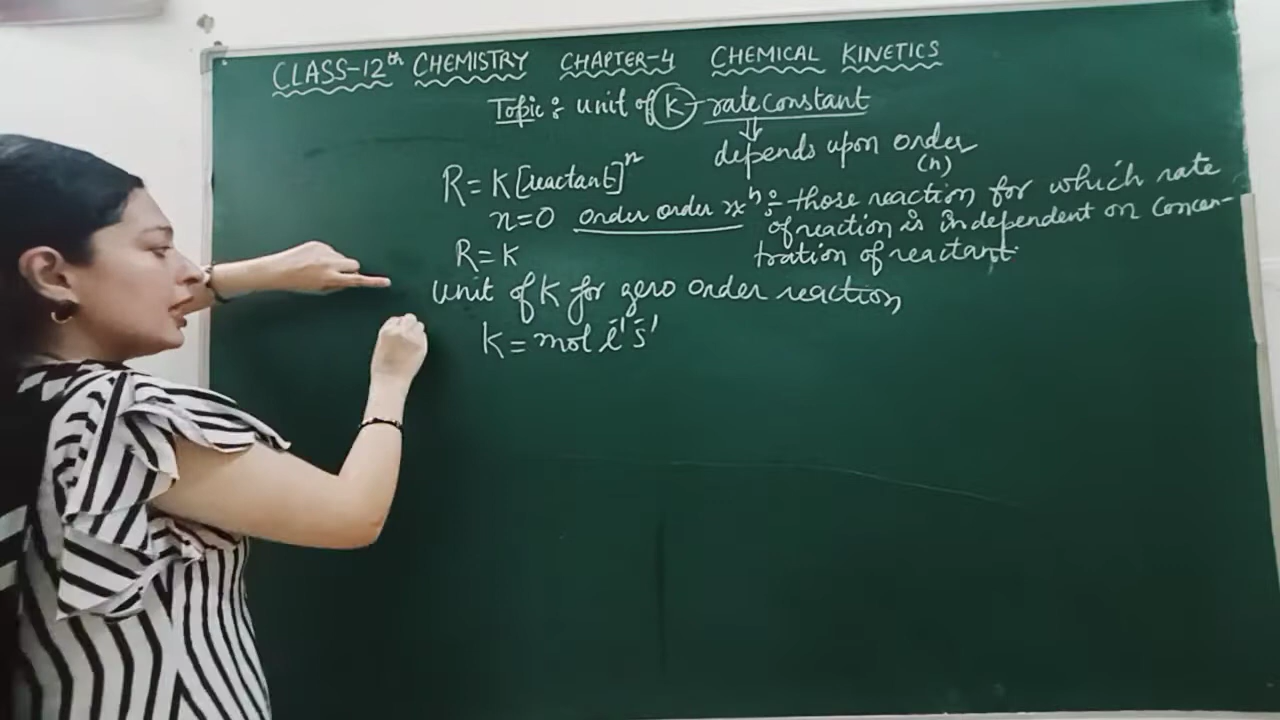 CLASS-12th CHEMISTRY CHAPTER-4 CHEMICAL KINETICS
Topic : unit of K - rate constant
depends upon order
(n)
R = K[reactant]^n
n=0 order order rx^n :- those reaction for which rate
of reaction is independent on concen-
tration of reactant.
R = K
unit of K for zero order reaction
K = mol l^-1 s^-1